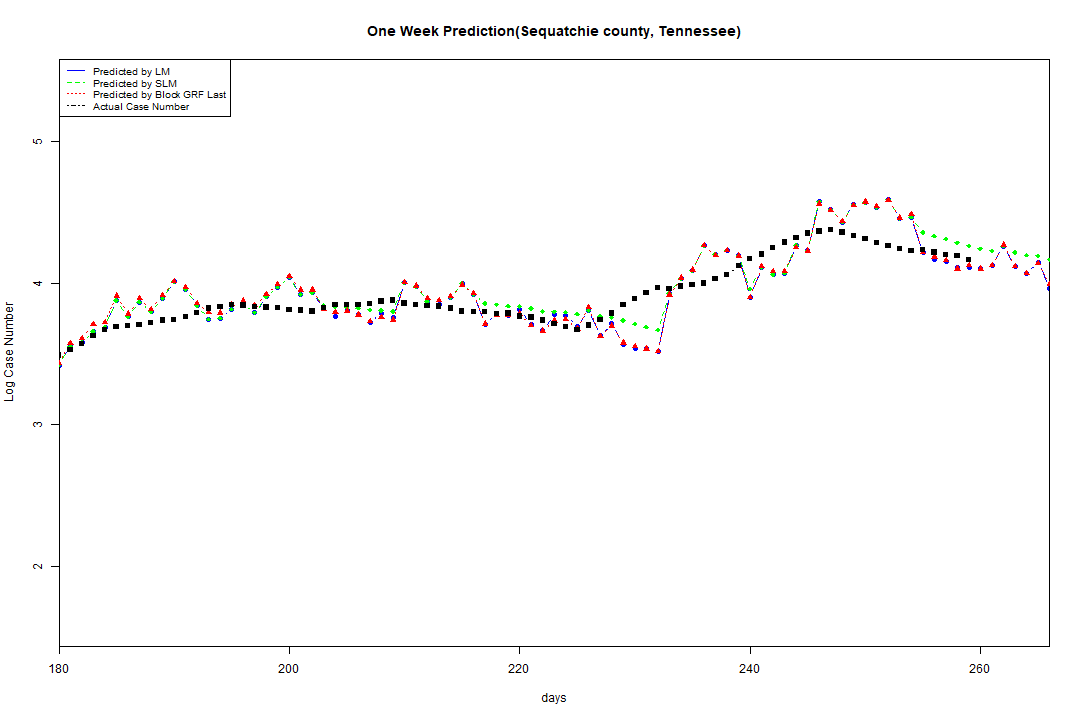 One Week Prediction(Sequatchie county, Tennessee)
Predicted by LM
Predicted by SLM
Predicted by Block GRF Last
Actual Case Number
5
4
3
2
Log Case Number
180 200 220 240 260
days